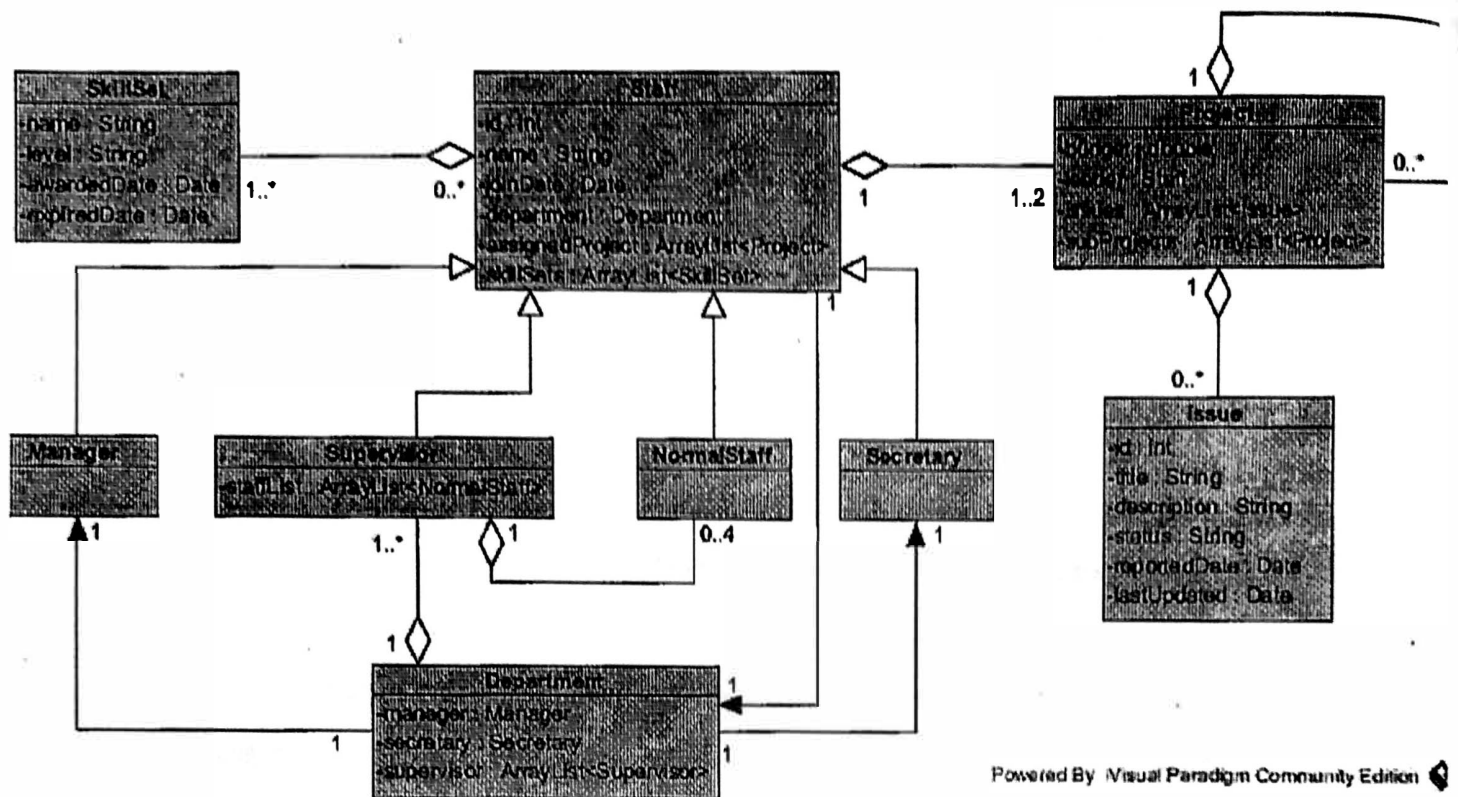 SkillSet
-name : String
-level : String
-awardedDate : Date
-expiredDate : Date
1..*
0..*
Staff
-id : Int
-name : String
-joinDate : Date
-department : Department
-assignedProject : ArrayList<Project>
-skillSets : ArrayList<SkillSet>
1
1..2
1
1
Project
-subProjects : ArrayList<Project>
0..*
1
0..*
Issue
-id : Int
-title : String
-description : String
-status : String
-reportedDate : Date
-lastUpdated : Date
Manager
1
Supervisor
-staffList : ArrayList<NormalStaff>
1..*
1
NormalStaff
0..4
Secretary
1
1
1
Department
-manager : Manager
-secretary : Secretary
-supervisor : ArrayList<Supervisor>
1
1
Powered By Visual Paradigm Community Edition